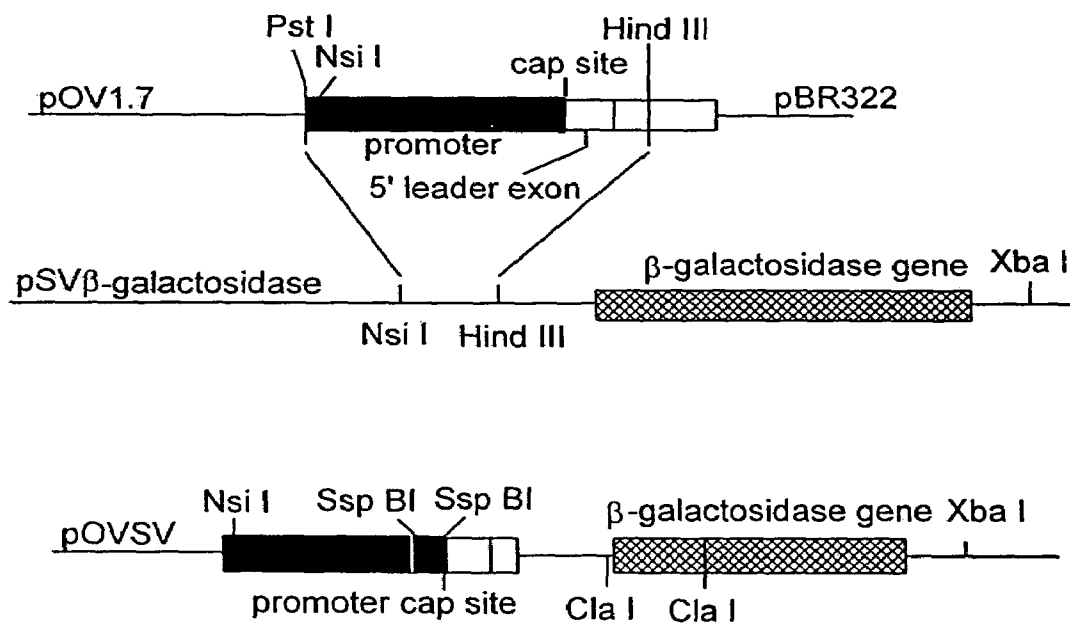 Pst I
Nsi I
Hind III
cap site
pOV1.7
pBR322
promoter
5' leader exon
pSVβ-galactosidase
β-galactosidase gene
Xba I
Nsi I
Hind III
Nsi I
Ssp BI
Ssp BI
β-galactosidase gene
Xba I
pOVSV
promoter
cap site
Cla I
Cla I